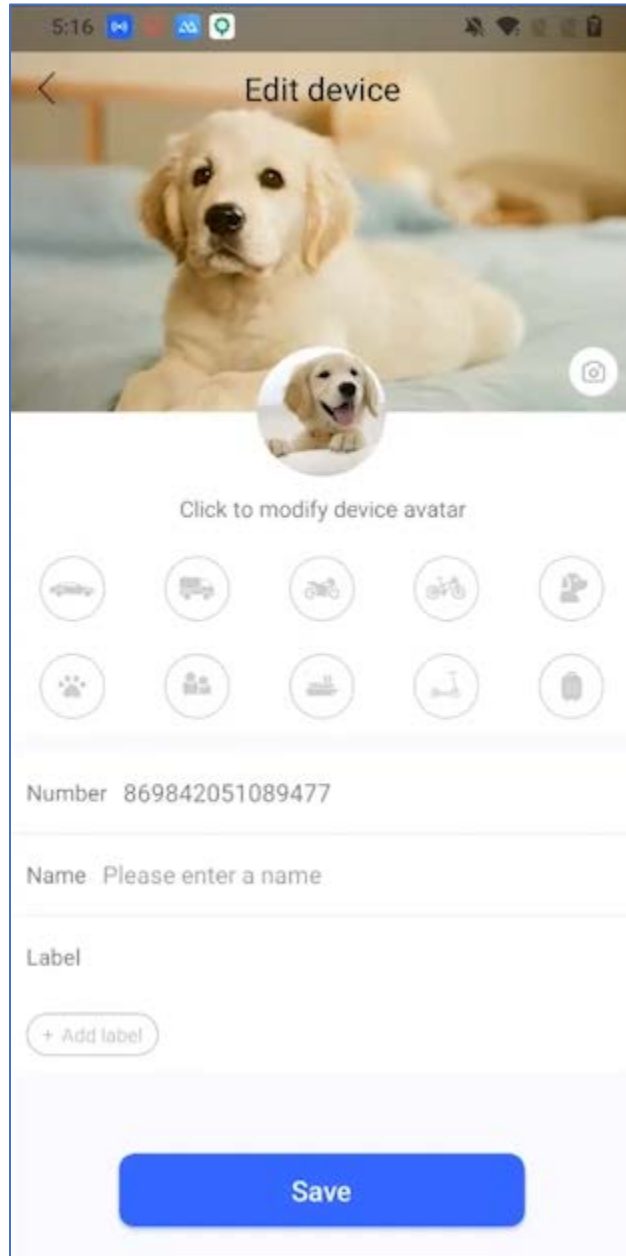 5:16
Edit device
Click to modify device avatar
Number 869842051089477
Name Please enter a name
Label
+ Add label
Save